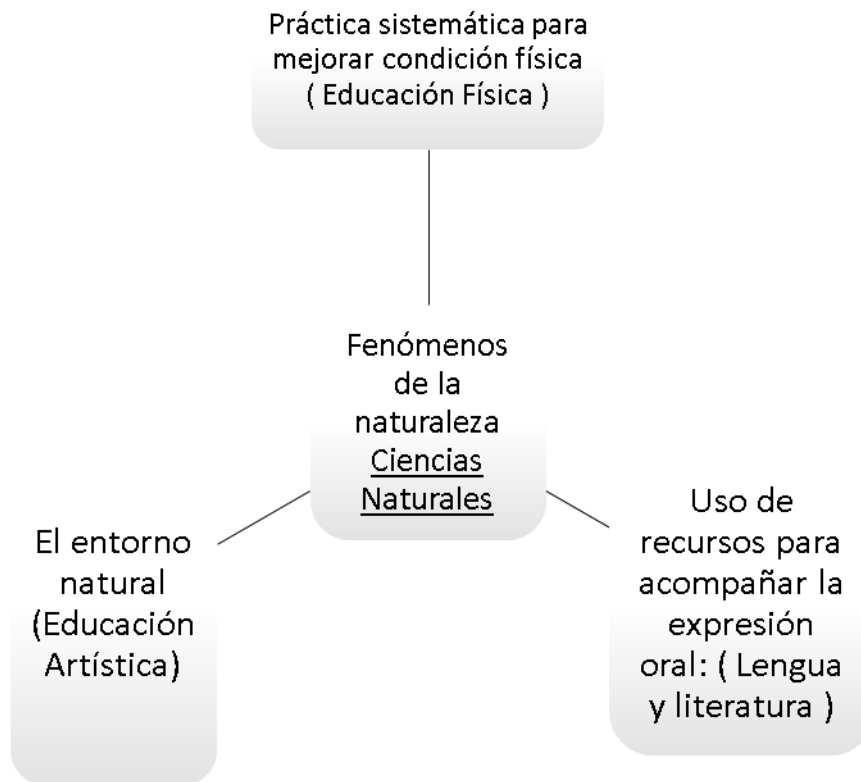 Práctica sistemática para
mejorar condición física
( Educación Física )
Fenómenos
de la
naturaleza
Ciencias
Naturales
El entorno
natural
(Educación
Artística)
Uso de
recursos para
acompañar la
expresión
oral: ( Lengua
y literatura )